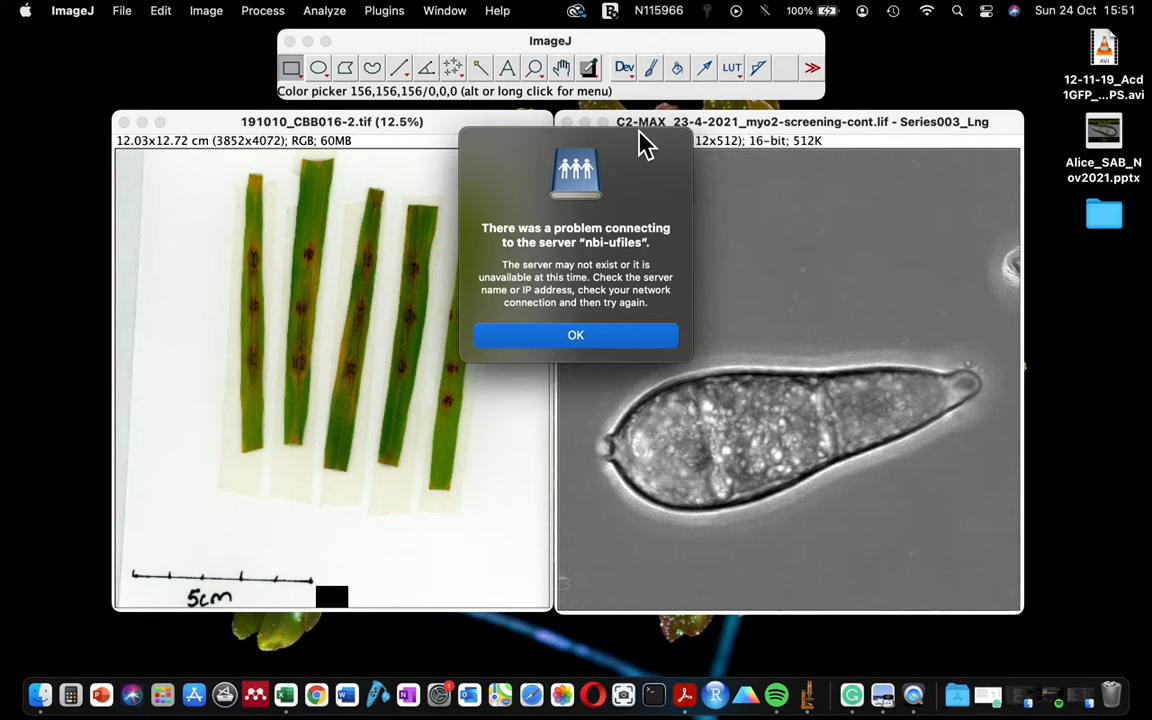 ImageJ File Edit Image Process Analyze Plugins Window Help N115966 100% Sun 24 Oct 15:51
ImageJ
Dev LUT
Color picker 156,156,156/0,0,0 (alt or long click for menu)
12-11-19_Acd
1GFP_...PS.avi
AVI
Alice_SAB_N
ov2021.pptx
191010_CBB016-2.tif (12.5%)
12.03x12.72 cm (3852x4072); RGB; 60MB
5cm
C2-MAX_23-4-2021_myo2-screening-cont.lif - Series003_Lng
12x512); 16-bit; 512K
There was a problem connecting
to the server “nbi-ufiles”.
The server may not exist or it is
unavailable at this time. Check the server
name or IP address, check your network
connection and then try again.
OK